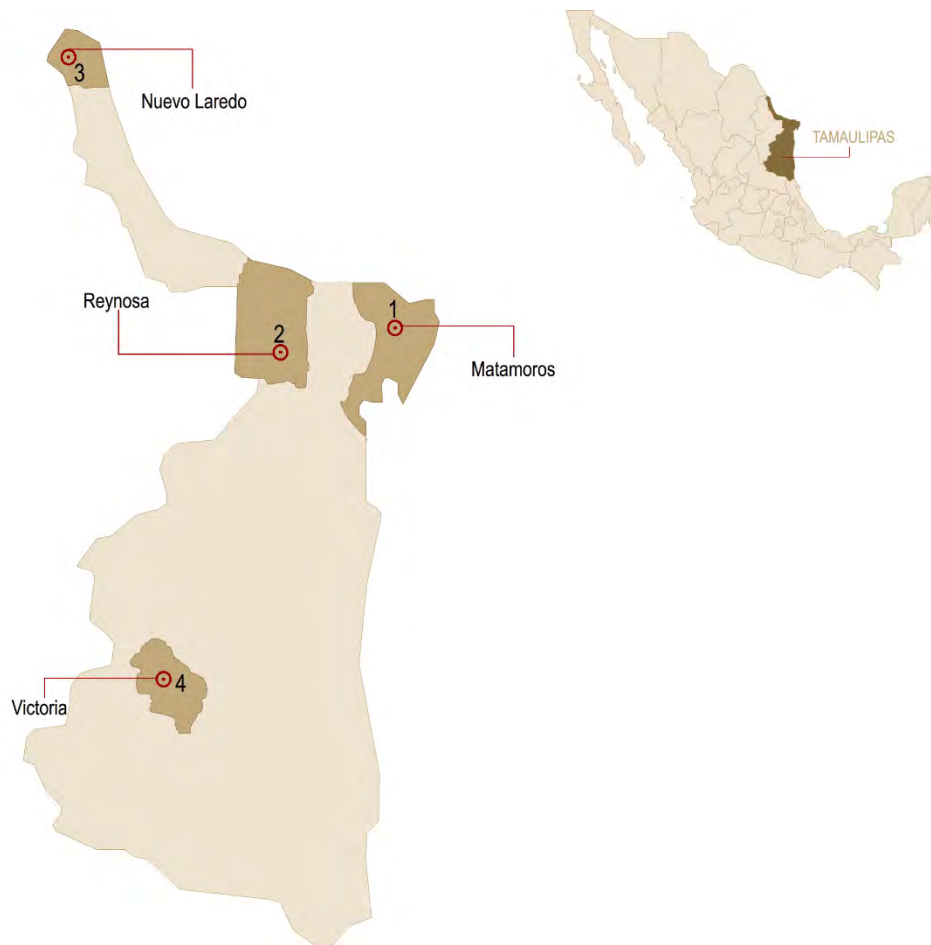 3
Nuevo Laredo
TAMAULIPAS
Reynosa
1
2
Matamoros
4
Victoria